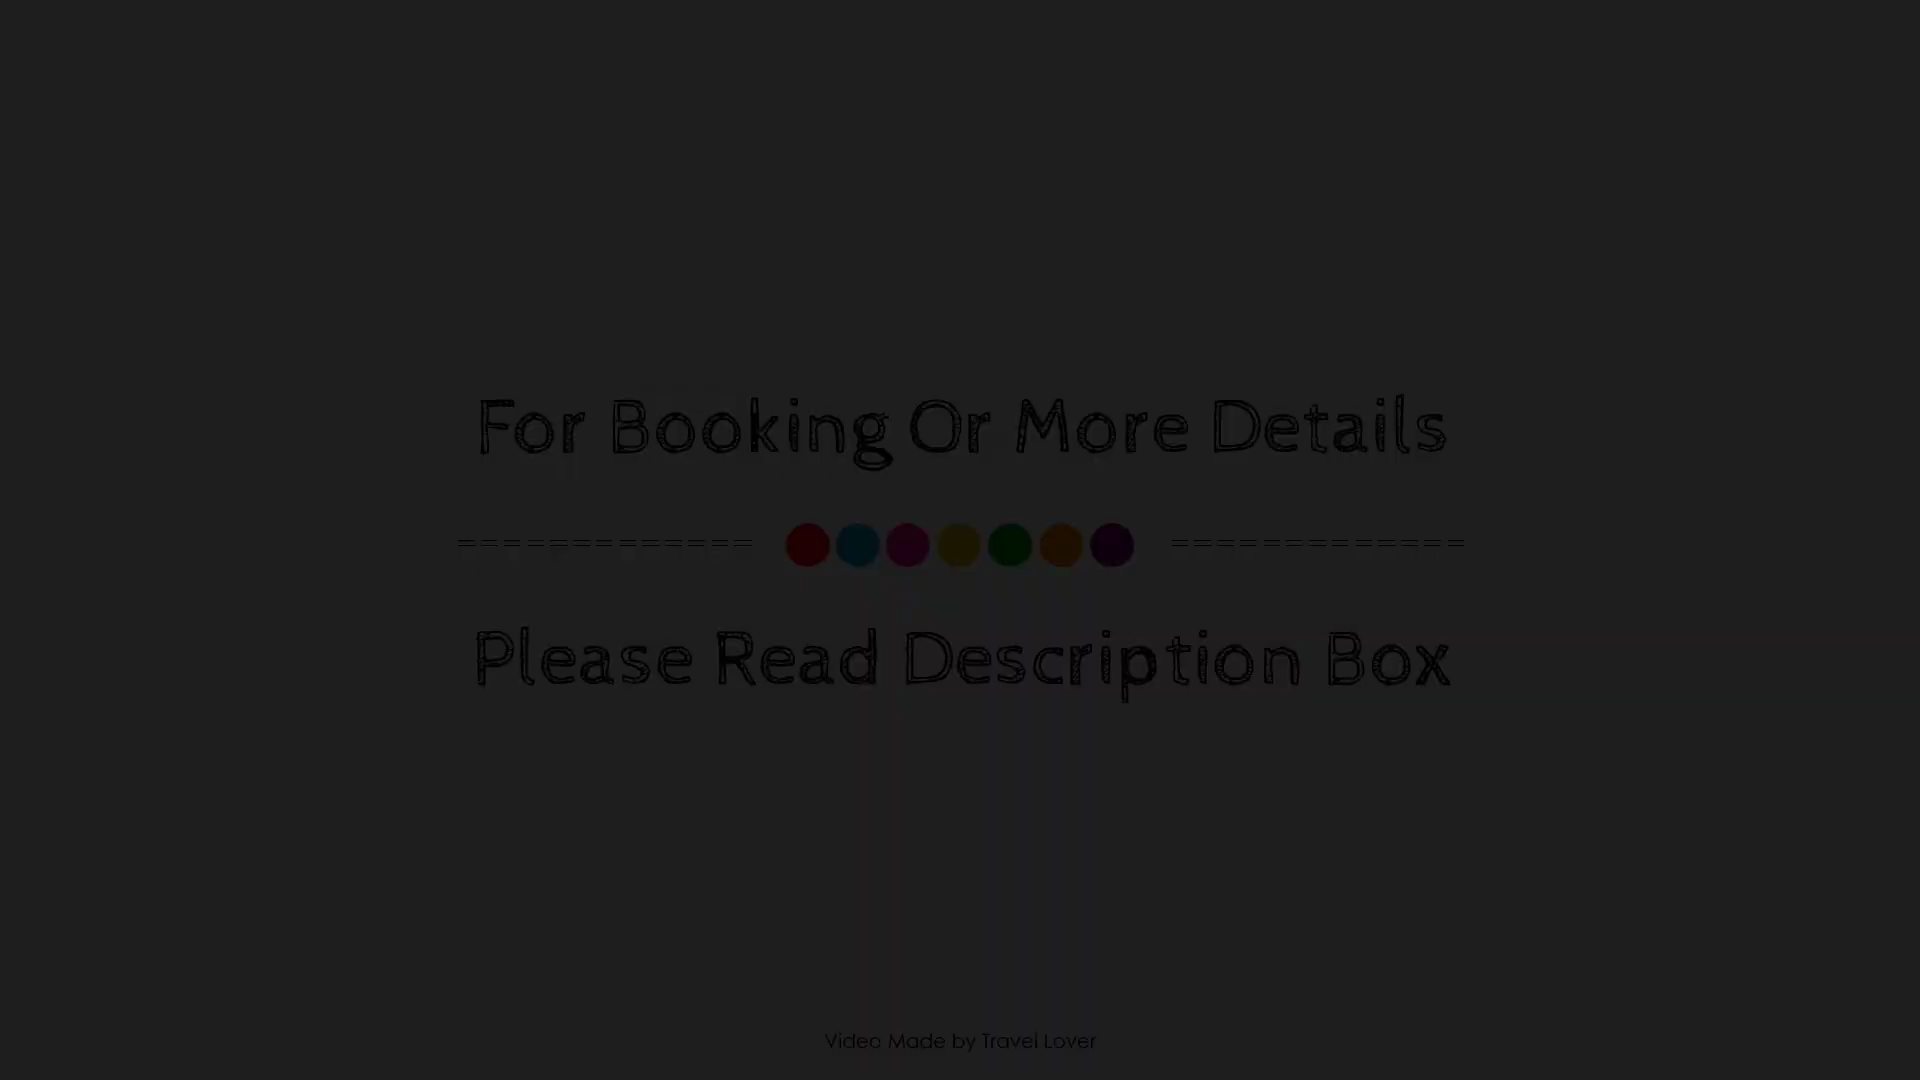 For Booking Or More Details
============= =============
Please Read Description Box
Video Made by Travel Lover